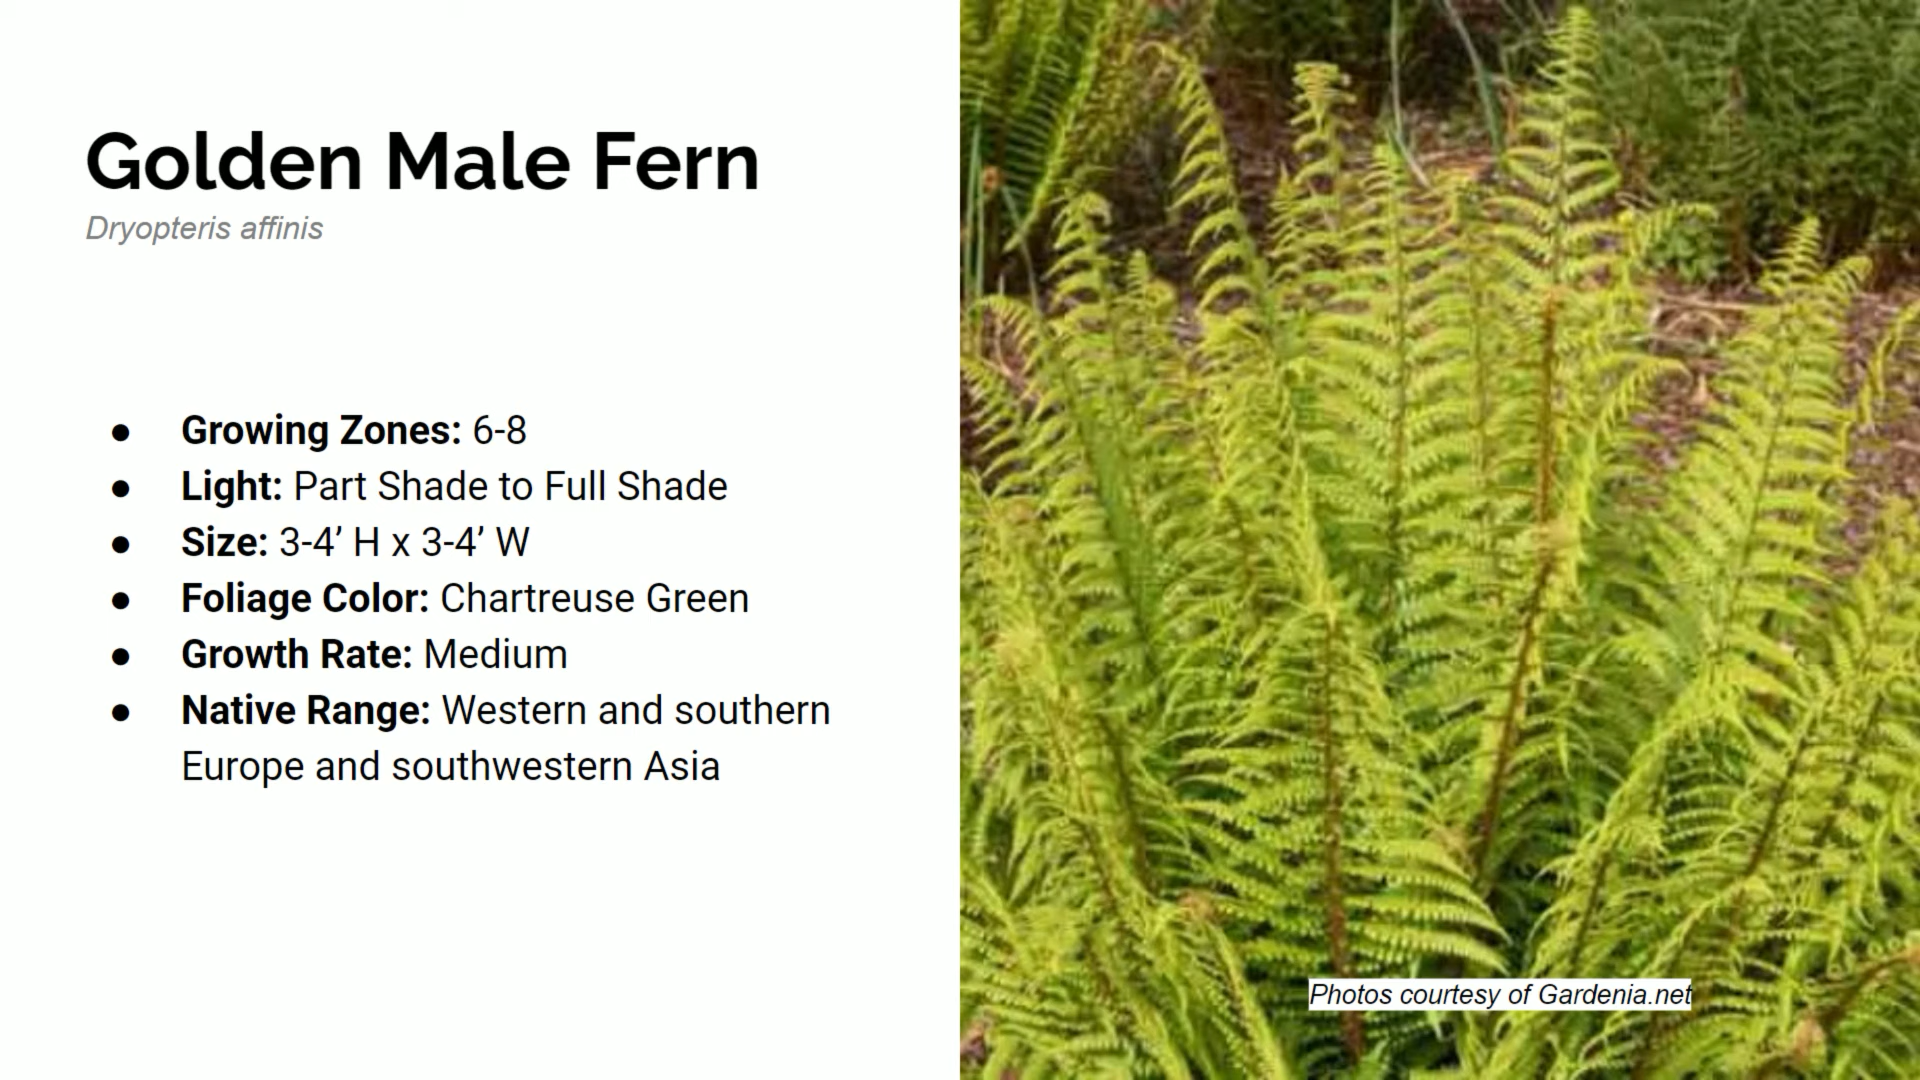 Golden Male Fern
Dryopteris affinis
● Growing Zones: 6-8
● Light: Part Shade to Full Shade
● Size: 3-4’ H x 3-4’ W
● Foliage Color: Chartreuse Green
● Growth Rate: Medium
● Native Range: Western and southern
Europe and southwestern Asia
Photos courtesy of Gardenia.net